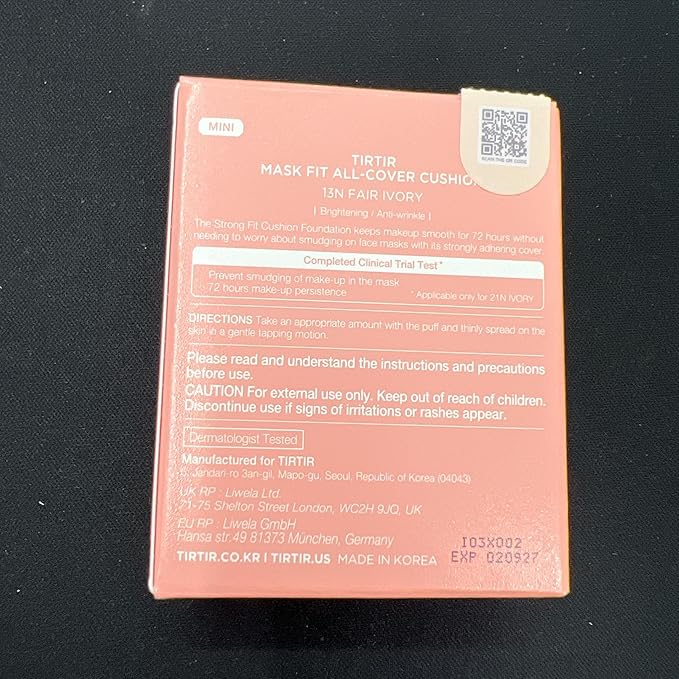 MINI
SCAN THE QR CODE
TIRTIR
MASK FIT ALL-COVER CUSHION
13N FAIR IVORY
| Brightening / Anti-wrinkle |
The Strong Fit Cushion Foundation keeps makeup smooth for 72 hours without
needing to worry about smudging on face masks with its strongly adhering cover.
Completed Clinical Trial Test*
Prevent smudging of make-up in the mask
72 hours make-up persistence
* Applicable only for 21N IVORY
DIRECTIONS Take an appropriate amount with the puff and thinly spread on the
skin in a gentle tapping motion.
Please read and understand the instructions and precautions
before use.
CAUTION For external use only. Keep out of reach of children.
Discontinue use if signs of irritations or rashes appear.
Dermatologist Tested
Manufactured for TIRTIR
Jandari-ro 3an-gil, Mapo-gu, Seoul, Republic of Korea (04043)
UK RP : Liwela Ltd.
71-75 Shelton Street London, WC2H 9JQ, UK
EU RP : Liwela GmbH
Hansa str.49 81373 München, Germany
TIRTIR.CO.KR | TIRTIR.US MADE IN KOREA
I03X002
EXP 020927